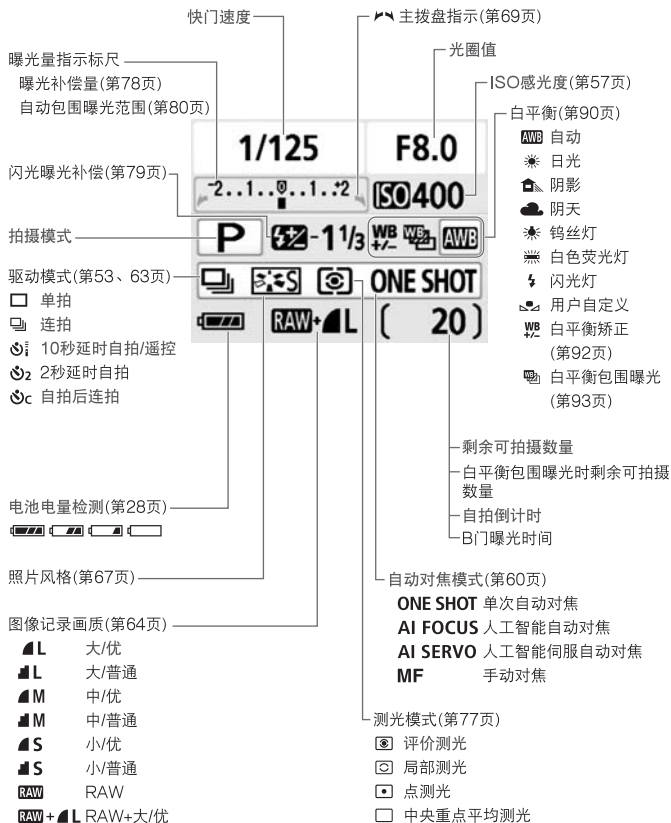 快门速度
主拨盘指示(第69页)
曝光量指示标尺
曝光补偿量(第78页)
自动包围曝光范围(第80页)
光圈值
ISO感光度(第57页)
白平衡(第90页)
AWB 自动
日光
阴影
阴天
钨丝灯
白色荧光灯
闪光灯
用户自定义
WB +/- 白平衡矫正
(第92页)
WB 白平衡包围曝光
(第93页)
闪光曝光补偿(第79页)
拍摄模式
驱动模式(第53、63页)
单拍
连拍
10秒延时自拍/遥控
2 2秒延时自拍
C 自拍后连拍
1/125 F8.0
-2..1..0..1..+2 ISO 400
P -1 1/3 WB +/- WB AWB
S ONE SHOT
RAW+ L ( 20 )
剩余可拍摄数量
白平衡包围曝光时剩余可拍摄
数量
自拍倒计时
B门曝光时间
电池电量检测(第28页)
照片风格(第67页)
图像记录画质(第64页)
L 大/优
L 大/普通
M 中/优
M 中/普通
S 小/优
S 小/普通
RAW RAW
RAW + L RAW+大/优
自动对焦模式(第60页)
ONE SHOT 单次自动对焦
AI FOCUS 人工智能自动对焦
AI SERVO 人工智能伺服自动对焦
MF 手动对焦
测光模式(第77页)
评价测光
局部测光
点测光
中央重点平均测光